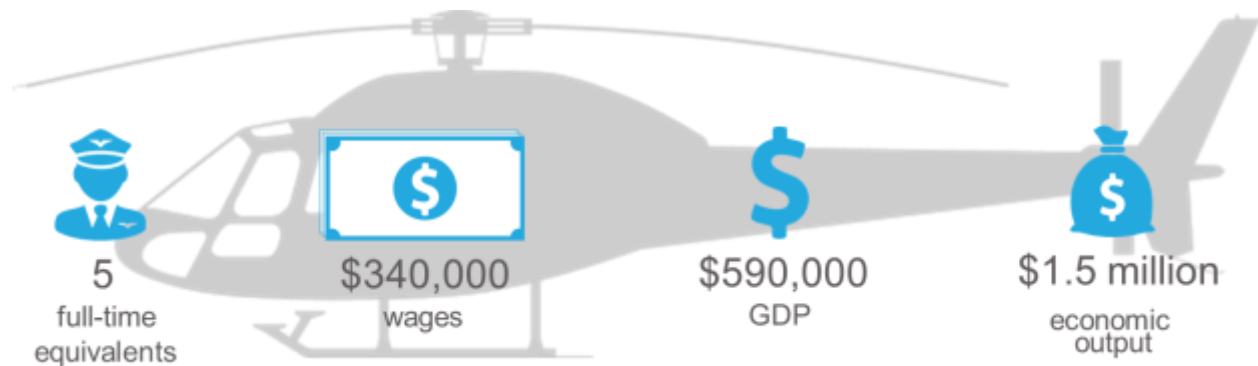 5
full-time
equivalents
$
$340,000
wages
$
$590,000
GDP
$
$1.5 million
economic
output